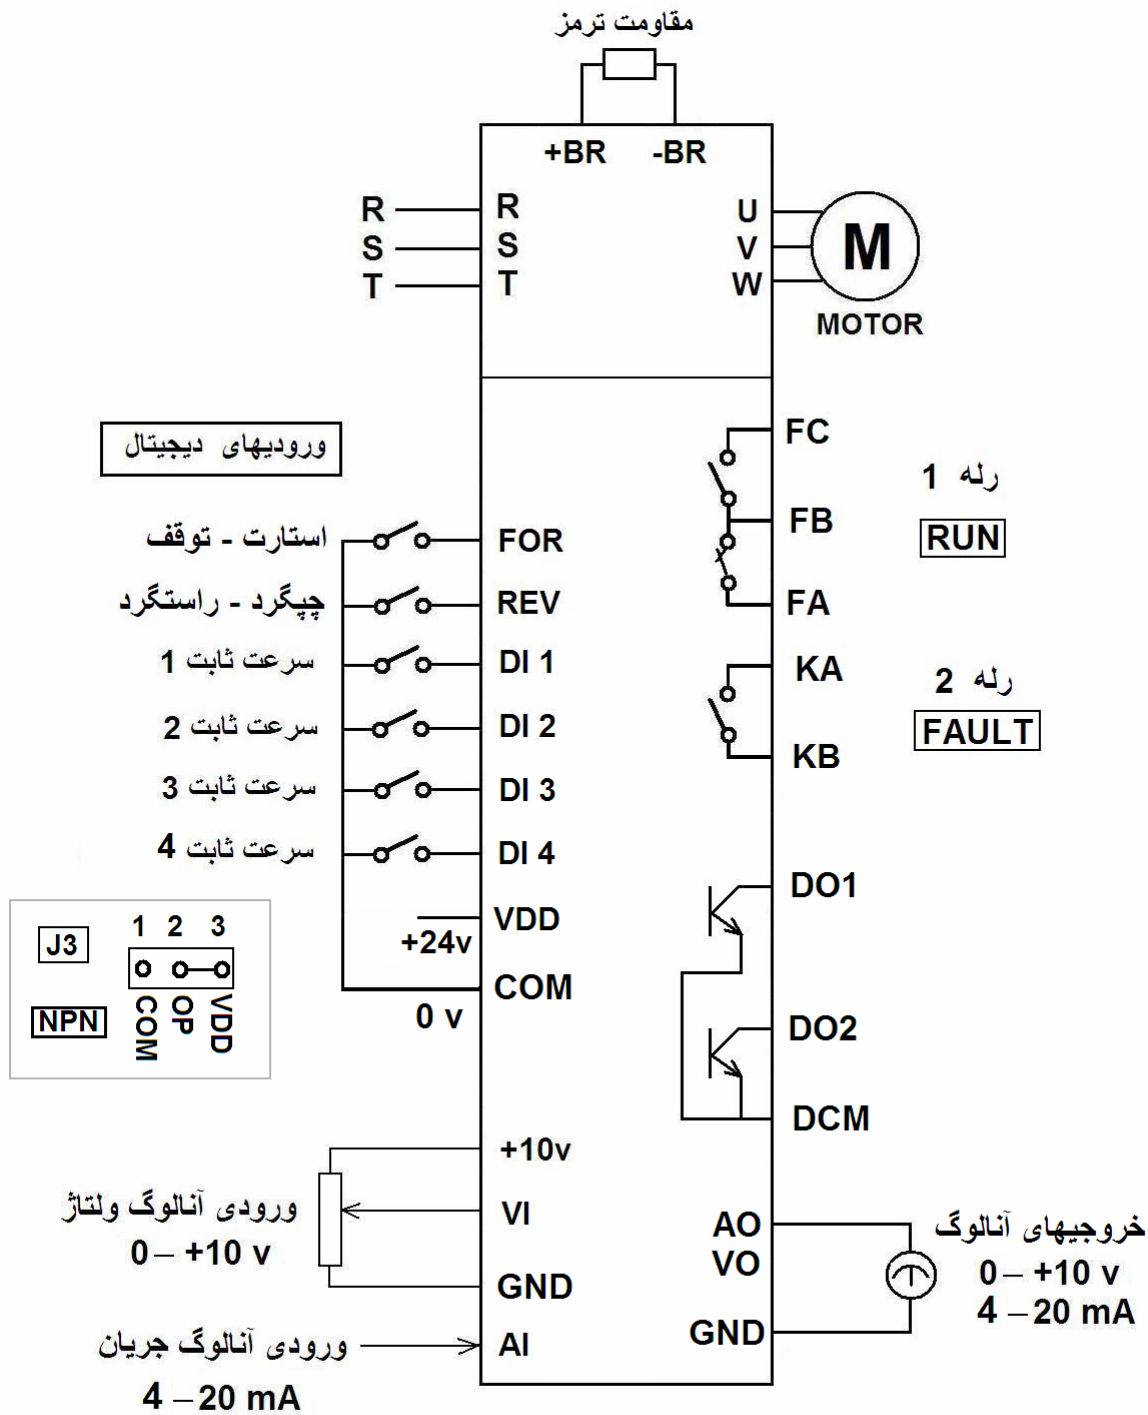 مقاومت ترمز
+BR -BR
R R
S S
T T
U
V
W
M
MOTOR
ورودیهای دیجیتال
استارت - توقف FOR
چپگرد - راستگرد REV
سرعت ثابت 1 DI 1
سرعت ثابت 2 DI 2
سرعت ثابت 3 DI 3
سرعت ثابت 4 DI 4
VDD
+24v
COM
0 v
J3
1 2 3
NPN
COM OP VDD
+10v
VI
GND
ورودی آنالوگ ولتاژ
0 – +10 v
ورودی آنالوگ جریان AI
4 – 20 mA
FC
FB
FA
رله 1
RUN
KA
KB
رله 2
FAULT
DO1
DO2
DCM
AO
VO
GND
خروجیهای آنالوگ
0 – +10 v
4 – 20 mA